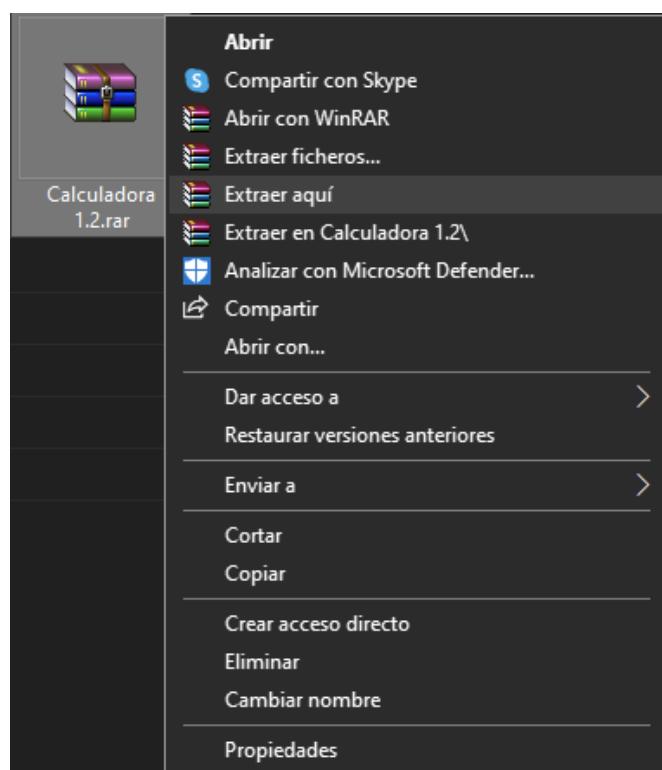 Calculadora
1.2.rar
Abrir
Compartir con Skype
Abrir con WinRAR
Extraer ficheros...
Extraer aquí
Extraer en Calculadora 1.2\
Analizar con Microsoft Defender...
Compartir
Abrir con...
Dar acceso a
Restaurar versiones anteriores
Enviar a
Cortar
Copiar
Crear acceso directo
Eliminar
Cambiar nombre
Propiedades